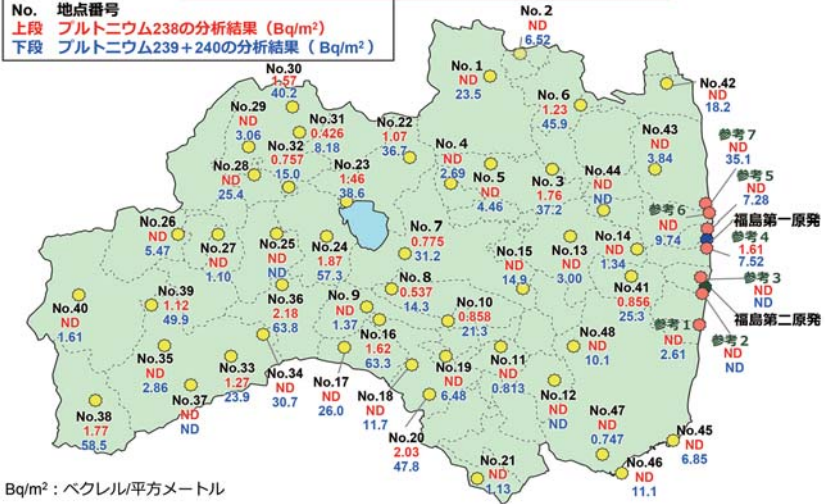 No. 地点番号
上段 プルトニウム238の分析結果（Bq/m²）
下段 プルトニウム239＋240の分析結果（ Bq/m²）
No.2
ND
6.52
No.1
ND
23.5
No.30
1.57
40.2
No.42
ND
18.2
No.6
1.23
45.9
No.29
ND
3.06
No.31
0.426
8.18
No.22
1.07
36.7
No.43
ND
3.84
参考7
ND
35.1
No.32
0.757
15.0
No.4
ND
2.69
No.28
ND
25.4
No.23
1.46
38.6
No.5
ND
4.46
No.3
1.76
37.2
No.44
ND
ND
参考5
ND
7.28
参考6
ND
9.74
福島第一原発
参考4
1.61
7.52
No.26
ND
5.47
No.27
ND
1.10
No.25
ND
ND
No.24
1.87
57.3
No.7
0.775
31.2
No.15
ND
14.9
No.13
ND
3.00
No.14
ND
1.34
参考3
ND
ND
No.8
0.537
14.3
No.41
0.856
25.3
No.40
ND
1.61
No.39
1.12
49.9
No.36
2.18
63.8
No.9
ND
1.37
No.10
0.858
21.3
福島第二原発
参考1
ND
2.61
参考2
ND
ND
No.16
1.62
63.3
No.48
ND
10.1
No.35
ND
2.86
No.33
1.27
23.9
No.34
ND
30.7
No.17
ND
26.0
No.18
ND
11.7
No.19
ND
6.48
No.11
ND
0.813
No.12
ND
ND
No.37
ND
ND
No.38
1.77
58.5
No.20
2.03
47.8
No.47
ND
0.747
No.45
ND
6.85
No.21
ND
1.13
No.46
ND
11.1
Bq/m²：ベクレル/平方メートル